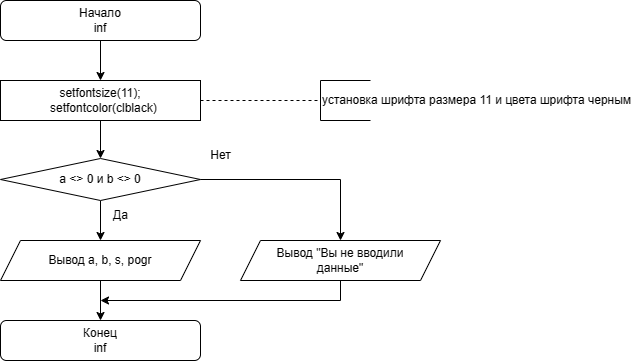 Начало
inf
setfontsize(11);
setfontcolor(clblack)
установка шрифта размера 11 и цвета шрифта черным
a <> 0 и b <> 0
Нет
Да
Вывод a, b, s, pogr
Вывод "Вы не вводили
данные"
Конец
inf